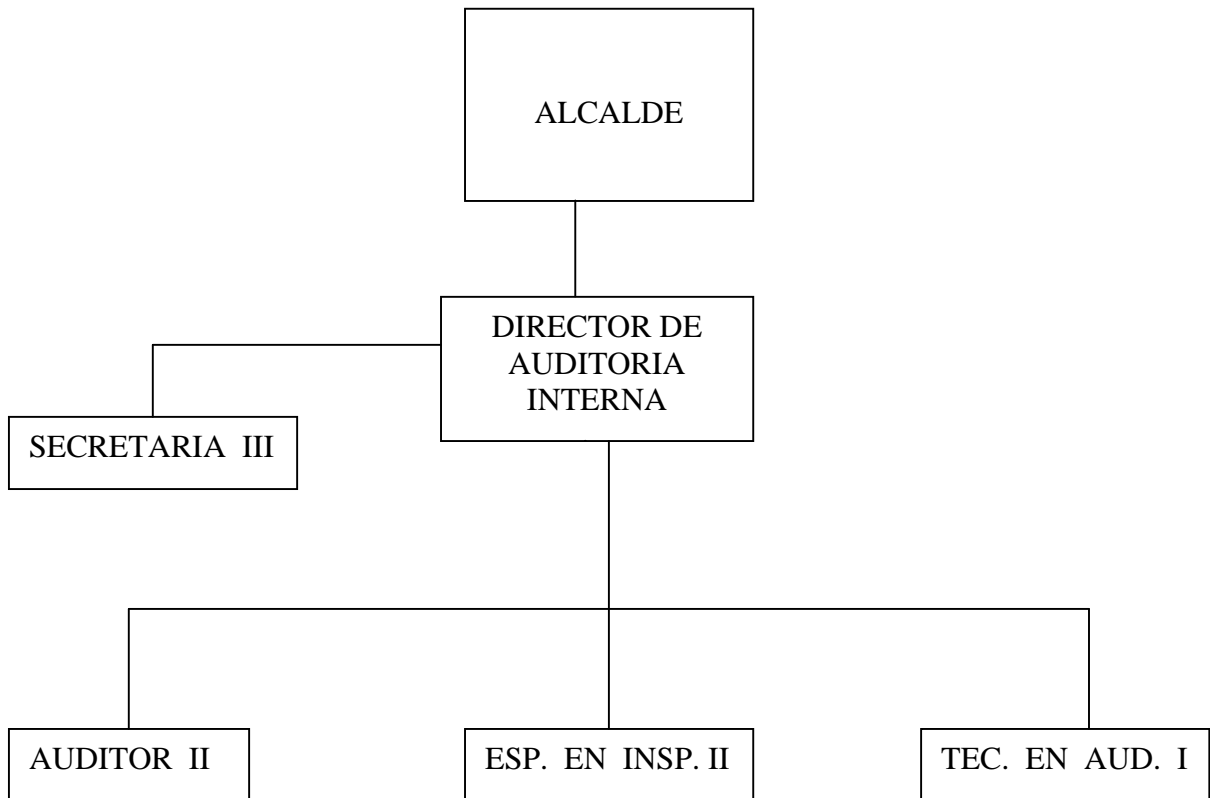 ALCALDE
DIRECTOR DE
AUDITORIA
INTERNA
SECRETARIA III
AUDITOR II
ESP. EN INSP. II
TEC. EN AUD. I